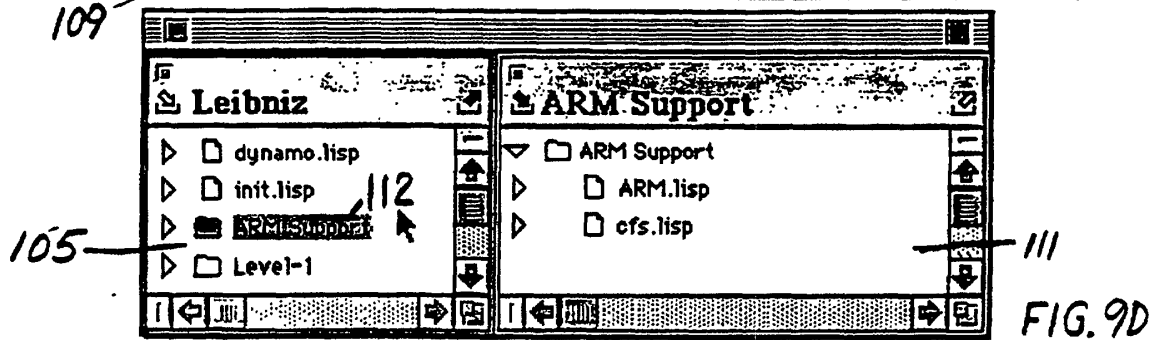 109
Leibniz
dynamo.lisp
init.lisp
ARM Support
Level-1
112
105
ARM Support
ARM Support
ARM.lisp
cfs.lisp
111
FIG. 9D